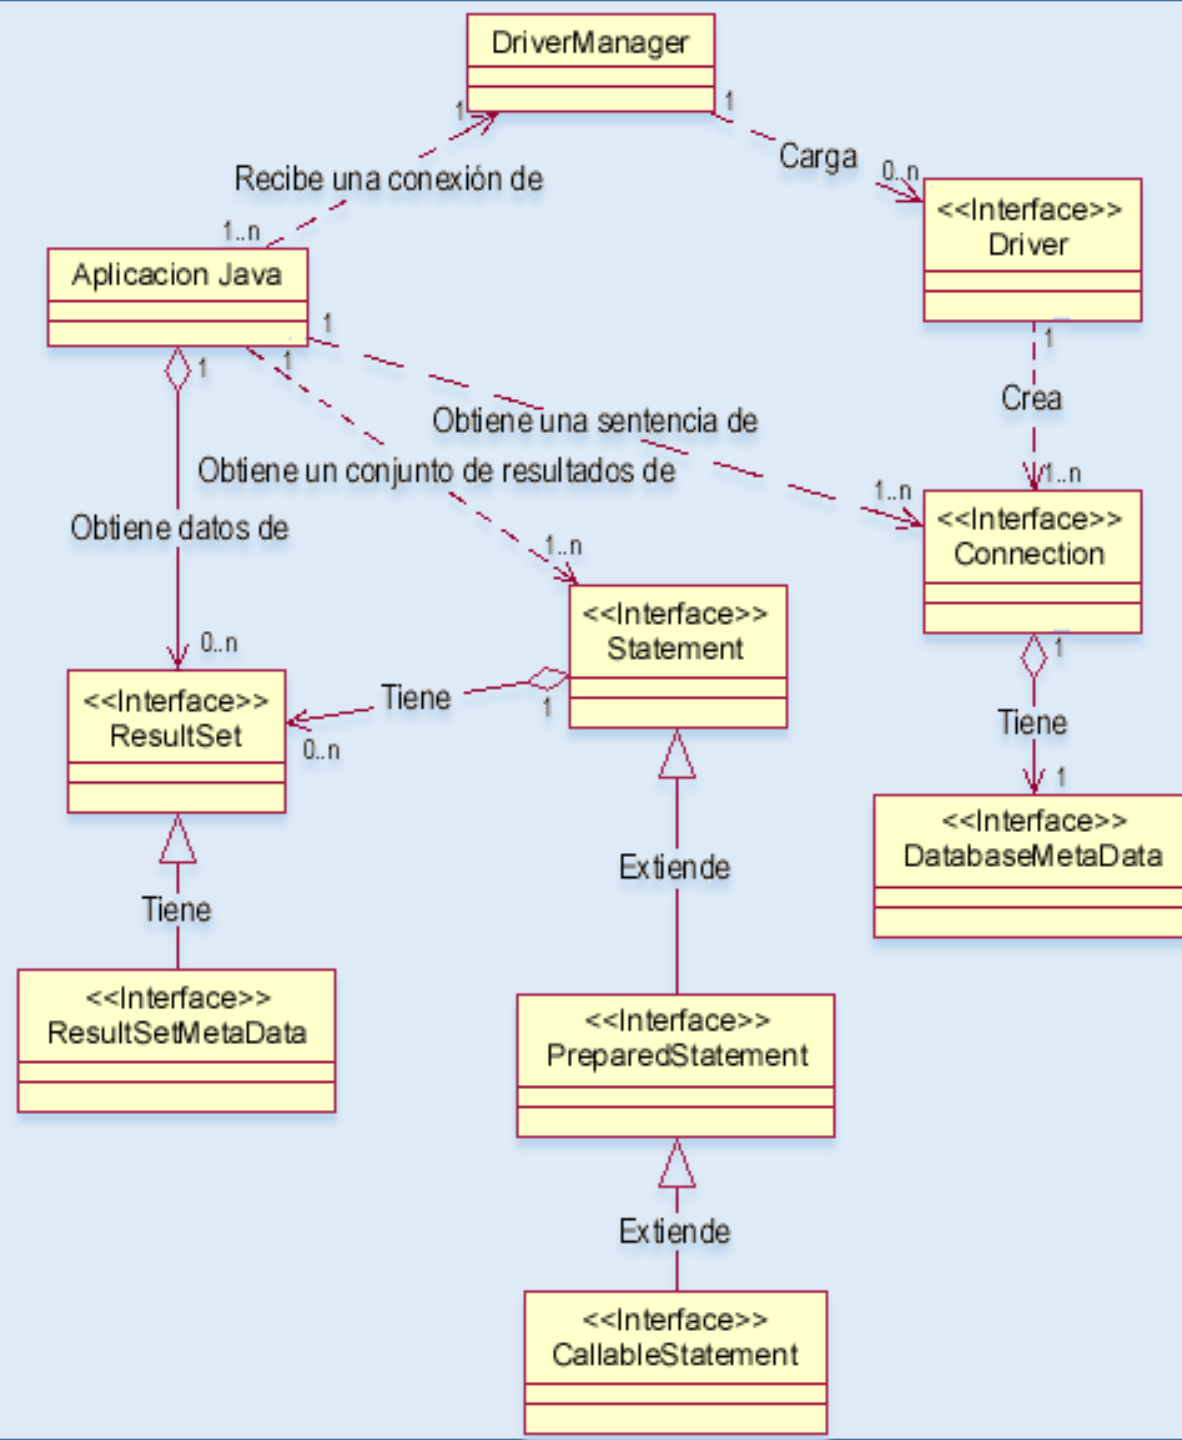 DriverManager
1
1
Carga
0..n
Recibe una conexión de
1..n
<<Interface>>
Driver
Aplicacion Java
1
1
1
1
Crea
Obtiene una sentencia de
Obtiene un conjunto de resultados de
1..n
1..n
<<Interface>>
Connection
Obtiene datos de
1..n
<<Interface>>
Statement
0..n
1
<<Interface>>
ResultSet
Tiene
1
0..n
Tiene
1
<<Interface>>
DatabaseMetaData
Extiende
Tiene
<<Interface>>
ResultSetMetaData
<<Interface>>
PreparedStatement
Extiende
<<Interface>>
CallableStatement